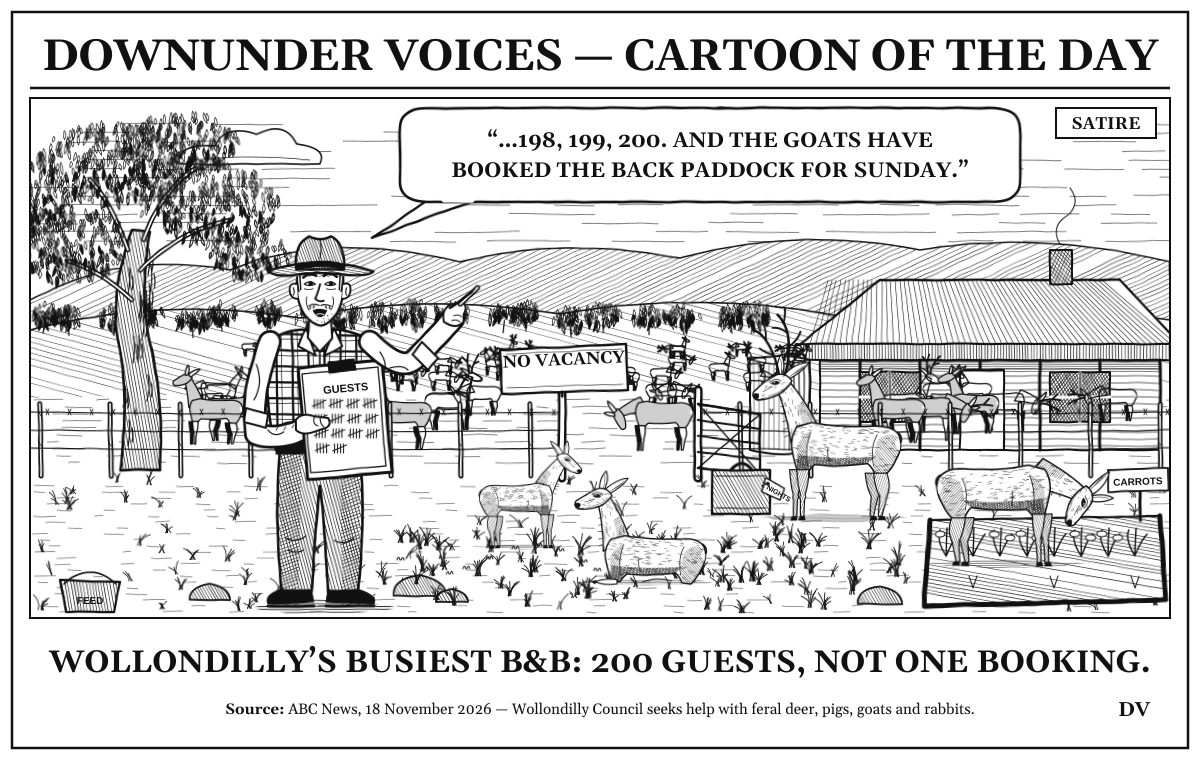 DOWNUNDER VOICES — CARTOON OF THE DAY
“...198, 199, 200. AND THE GOATS HAVE
BOOKED THE BACK PADDOCK FOR SUNDAY.”
SATIRE
NO VACANCY
GUESTS
CARROTS
FEED
WOLLONDILLY’S BUSIEST B&B: 200 GUESTS, NOT ONE BOOKING.
Source: ABC News, 18 November 2026 — Wollondilly Council seeks help with feral deer, pigs, goats and rabbits.
DV